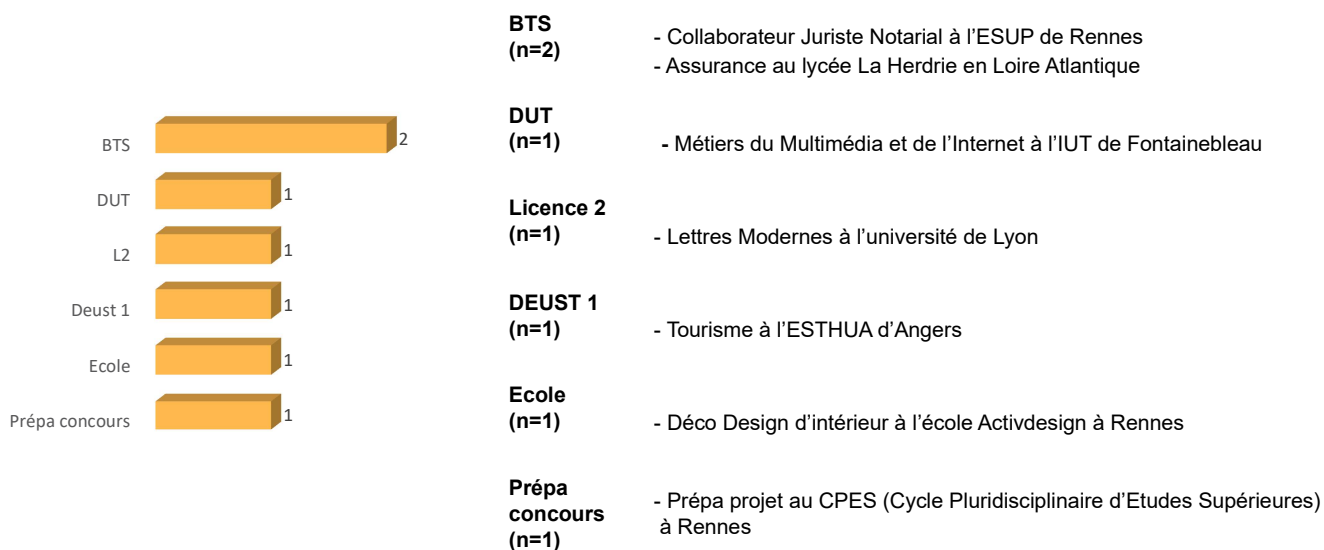 BTS
2
DUT
1
L2
1
Deust 1
1
Ecole
1
Prépa concours
1
BTS
(n=2)
- Collaborateur Juriste Notarial à l’ESUP de Rennes
- Assurance au lycée La Herdrie en Loire Atlantique
DUT
(n=1)
- Métiers du Multimédia et de l’Internet à l’IUT de Fontainebleau
Licence 2
(n=1)
- Lettres Modernes à l’université de Lyon
DEUST 1
(n=1)
- Tourisme à l’ESTHUA d’Angers
Ecole
(n=1)
- Déco Design d’intérieur à l’école Activdesign à Rennes
Prépa
concours
(n=1)
- Prépa projet au CPES (Cycle Pluridisciplinaire d’Etudes Supérieures)
à Rennes